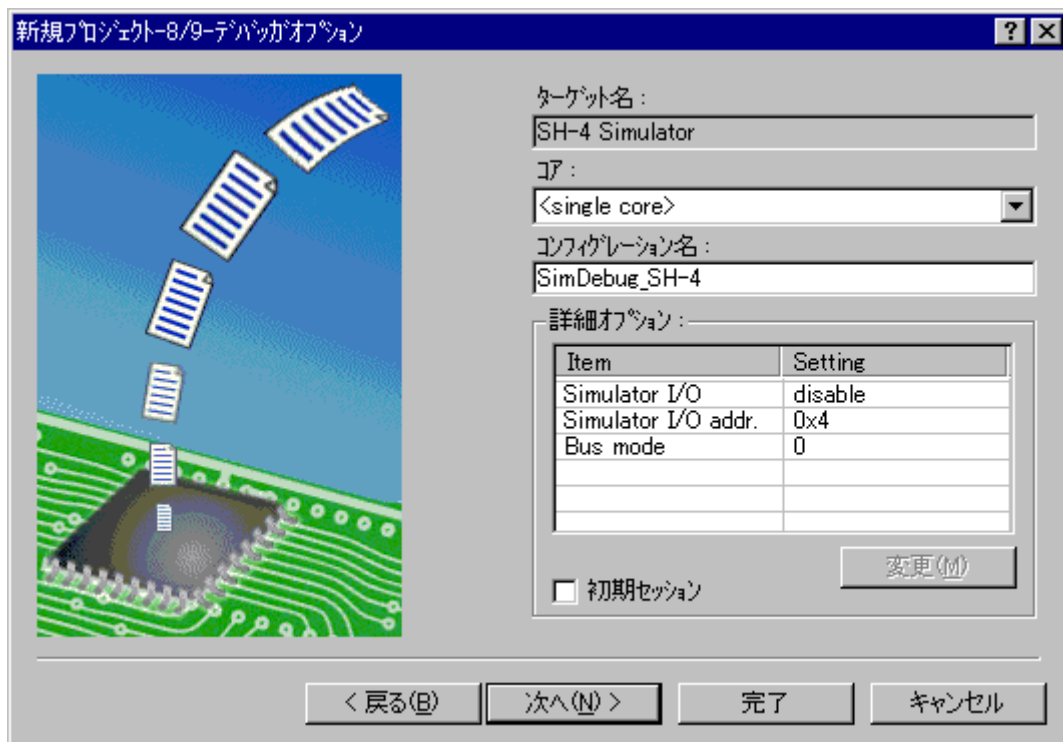 新規プロジェクト-8/9-デバッガオプション
ターゲット名 :
SH-4 Simulator
コア :
<single core>
コンフィグレーション名 :
SimDebug_SH-4
詳細オプション :
Item Setting
Simulator I/O disable
Simulator I/O addr. 0x4
Bus mode 0
変更(M)
初期セッション
< 戻る(B) 次へ(N) > 完了 キャンセル